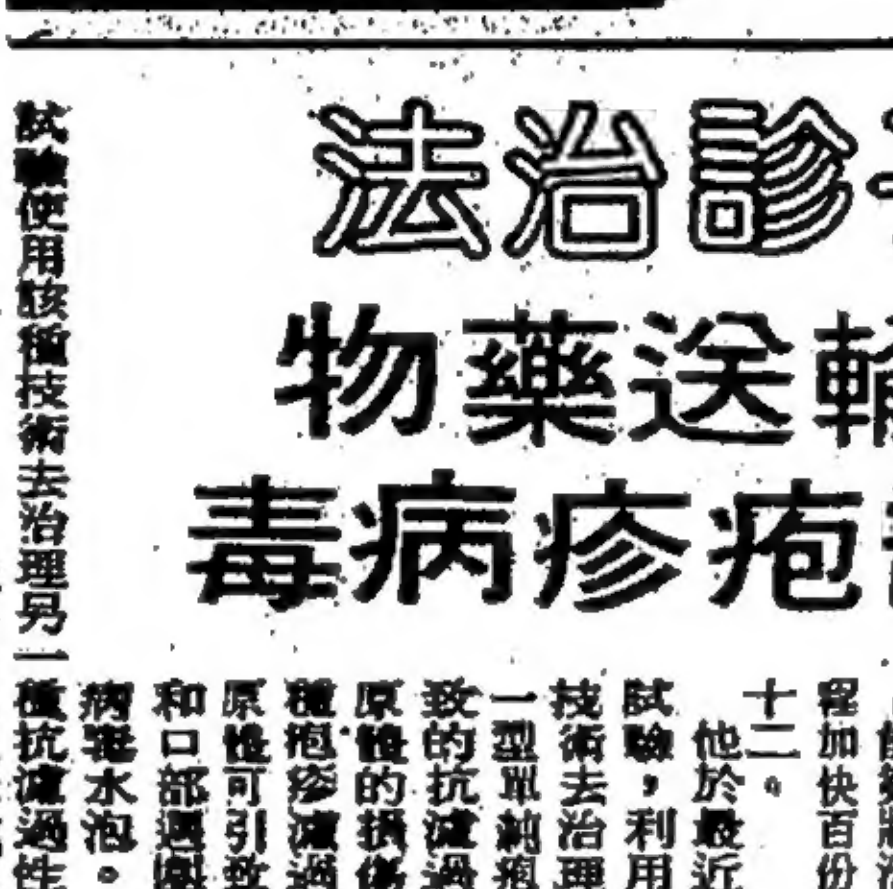 診治法
輸送藥物
疱疹病毒
程加快百份
十二。
他於最近
試驗，利用
技術去治理
一型單純疱
致的抗濾過
原體的損傷
種疱疹濾過
原體可引致
和口部
病毒水泡。
試驗使用該種技術去治理另一種抗濾過性